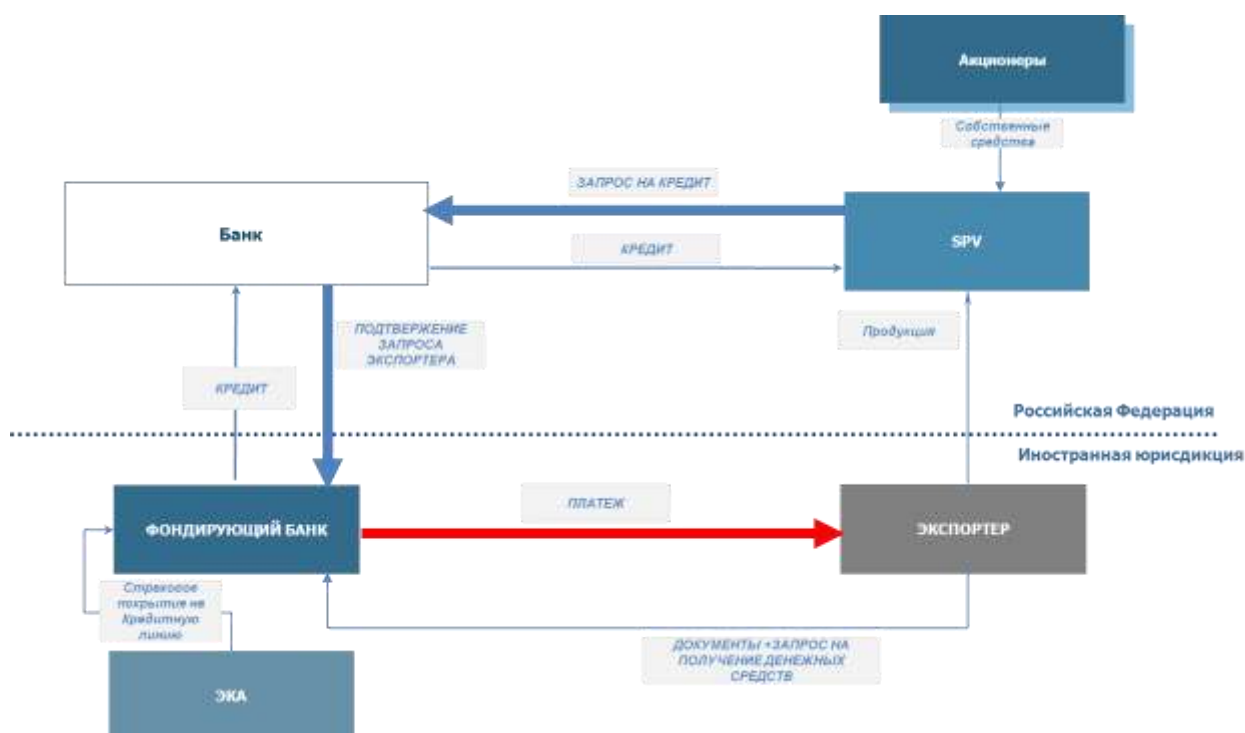 Акционеры
Собственные
средства
ЗАПРОС НА КРЕДИТ
Банк
SPV
КРЕДИТ
ПОДТВЕРЖЕНИЕ
ЗАПРОСА
ЭКСПОРТЕРА
Продукция
КРЕДИТ
Российская Федерация
Иностранная юрисдикция
ПЛАТЕЖ
ФОНДИРУЮЩИЙ БАНК
ЭКСПОРТЕР
Страховое
покрытие на
Кредитную
линию
ДОКУМЕНТЫ +ЗАПРОС НА
ПОЛУЧЕНИЕ ДЕНЕЖНЫХ
СРЕДСТВ
ЭКА